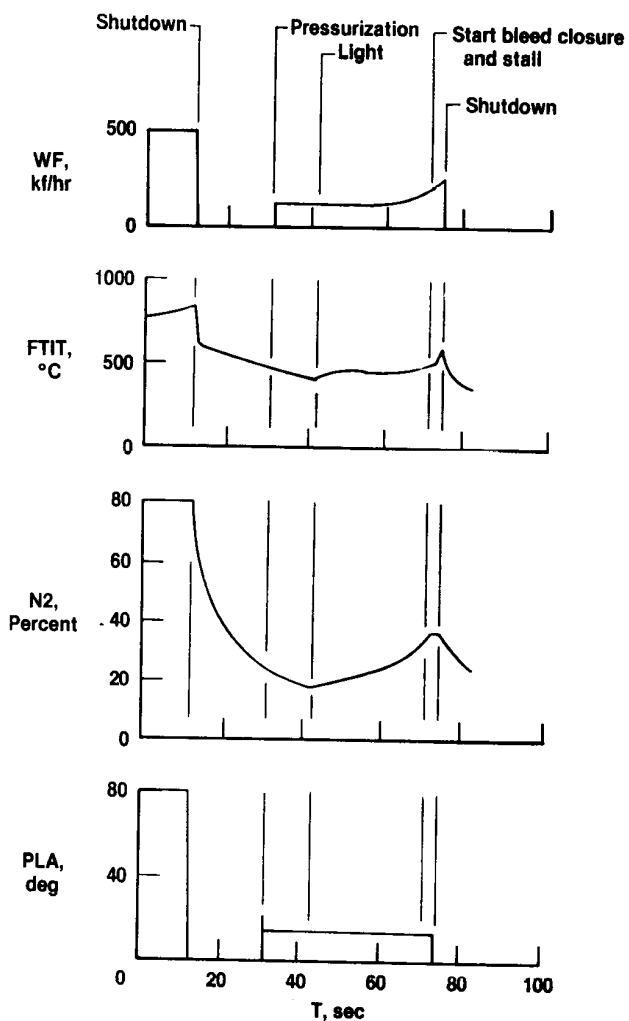 Shutdown
Pressurization
Light
Start bleed closure
and stall
Shutdown
500
WF,
kf/hr
0
1000
FTIT,
°C
500
0
80
60
N2,
Percent
40
20
0
80
PLA,
deg
40
0
20
40
60
80
100
T, sec